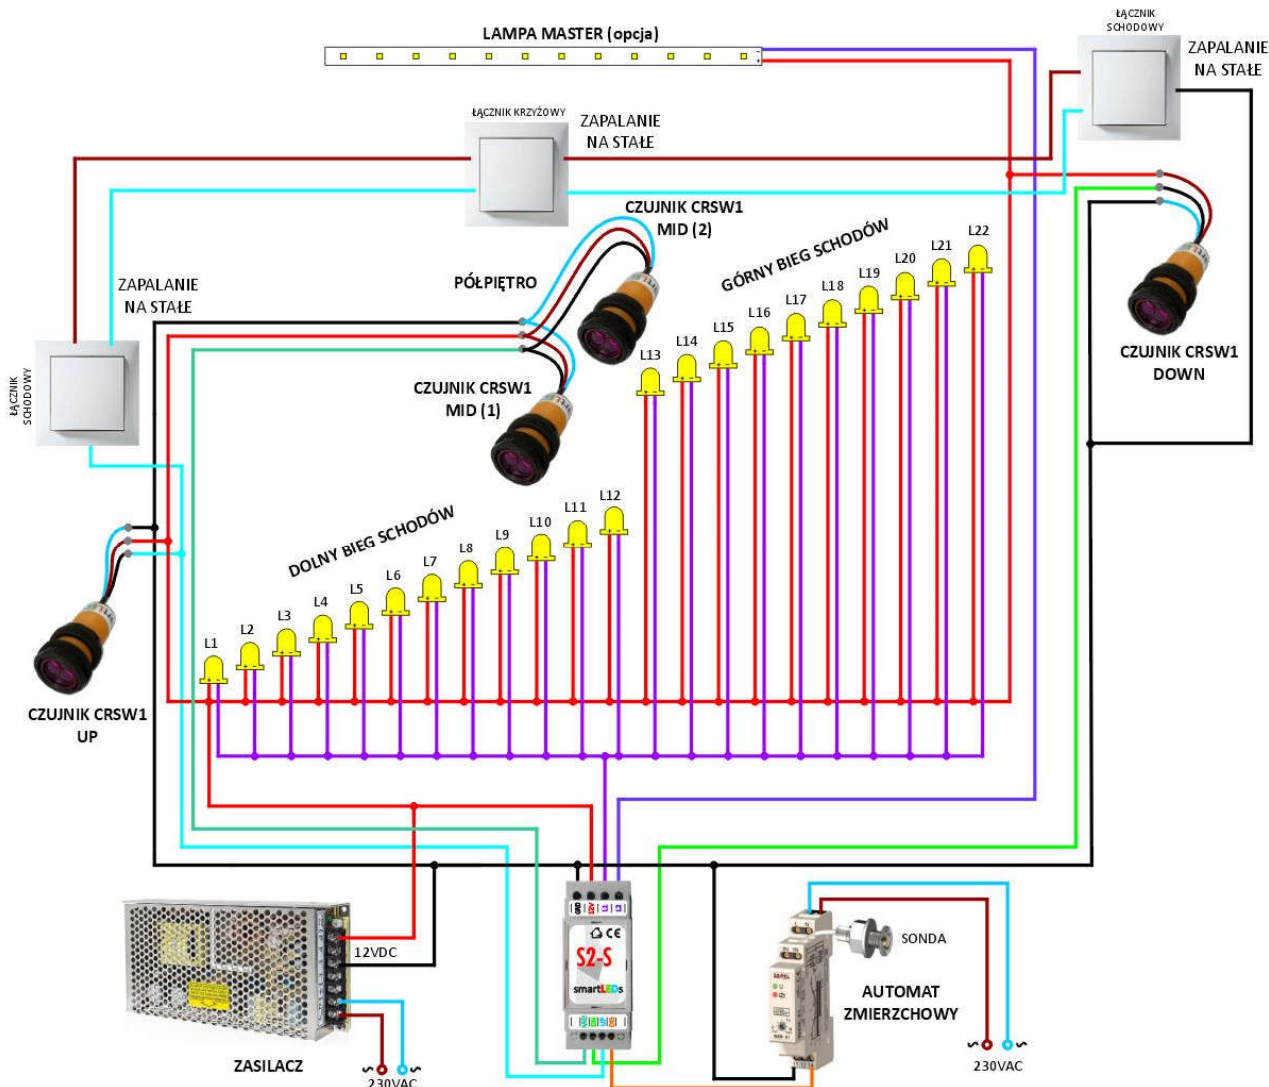 LAMPA MASTER (opcja)
ŁĄCZNIK
SCHODOWY
ZAPALANIE
NA STAŁE
ŁĄCZNIK KRZYŻOWY
ZAPALANIE
NA STAŁE
CZUJNIK CRSW1
MID (2)
PÓŁPIĘTRO
GÓRNY BIEG SCHODÓW
ZAPALANIE
NA STAŁE
ŁĄCZNIK
SCHODOWY
CZUJNIK CRSW1
MID (1)
CZUJNIK CRSW1
DOWN
L13
L14
L15
L16
L17
L18
L19
L20
L21
L22
DOLNY BIEG SCHODÓW
L1
L2
L3
L4
L5
L6
L7
L8
L9
L10
L11
L12
CZUJNIK CRSW1
UP
12VDC
ZASILACZ
230VAC
GND
12V
S2-S
smartLEDs
SONDA
AUTOMAT
ZMIERZCHOWY
230VAC